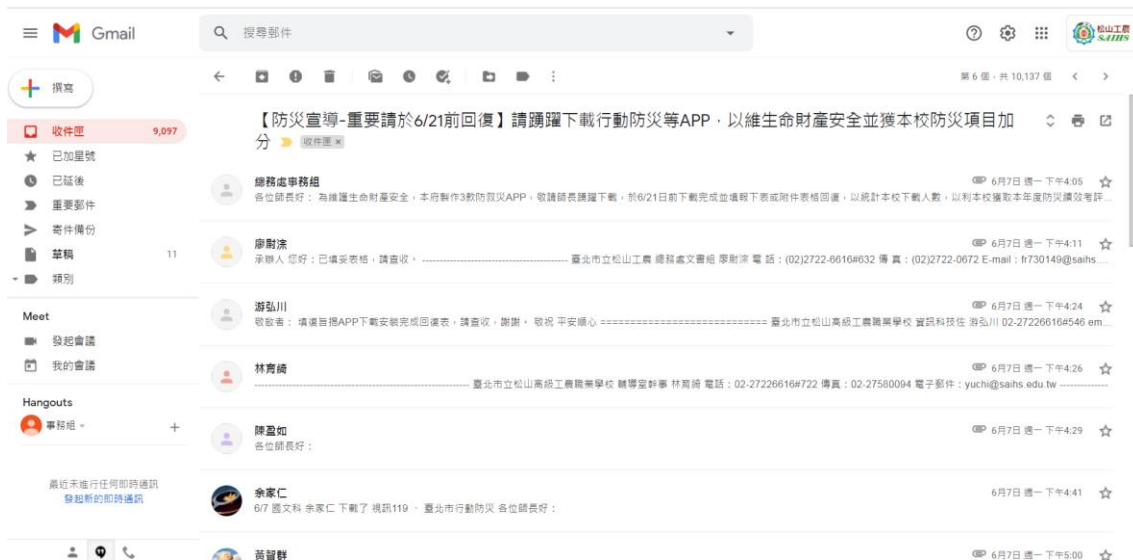 Gmail
搜尋郵件
松山工農
SAIHS
撰寫
第 6 個,共 10,137 個
收件匣 9,097
已加星號
已延後
重要郵件
寄件備份
草稿 11
類別
Meet
發起會議
我的會議
Hangouts
事務組
最近未進行任何即時通訊
發起新的即時通訊
【防災宣導-重要請於6/21前回復】請踴躍下載行動防災等APP,以維生命財產安全並獲本校防災項目加
分 收件匣 ×
總務處事務組 6月7日 週一 下午4:05
各位師長好: 為維護生命財產安全,本府製作3款防救災APP,敬請師長踴躍下載,於6/21日前下載完成並填報下表或附件表格回復,以統計本校下載人數,以利本校獲取本年度防災績效考評...
廖尉浨 6月7日 週一 下午4:11
承辦人 您好:已填妥表格,請查收。 ---------------------------------------- 臺北市立松山工農 總務處文書組 廖尉浨 電 話:(02)2722-6616#632 傳 真:(02)2722-0672 E-mail:fr730149@saihs....
游弘川 6月7日 週一 下午4:24
敬啟者: 填復旨揭APP下載安裝完成回復表,請查收,謝謝。 敬祝 平安順心 ============================ 臺北市立松山高級工農職業學校 資訊科技佐 游弘川 02-27226616#546 em...
林育綺 6月7日 週一 下午4:26
------------------------------------------------------------ 臺北市立松山高級工農職業學校 輔導室幹事 林育綺 電話:02-27226616#722 傳真:02-27580094 電子郵件:yuchi@saihs.edu.tw --------------
陳盈如 6月7日 週一 下午4:29
各位師長好:
余家仁 6月7日 週一 下午4:41
6/7 國文科 余家仁 下載了 視訊119 、 臺北市行動防災 各位師長好:
黃智群 6月7日 週一 下午5:00